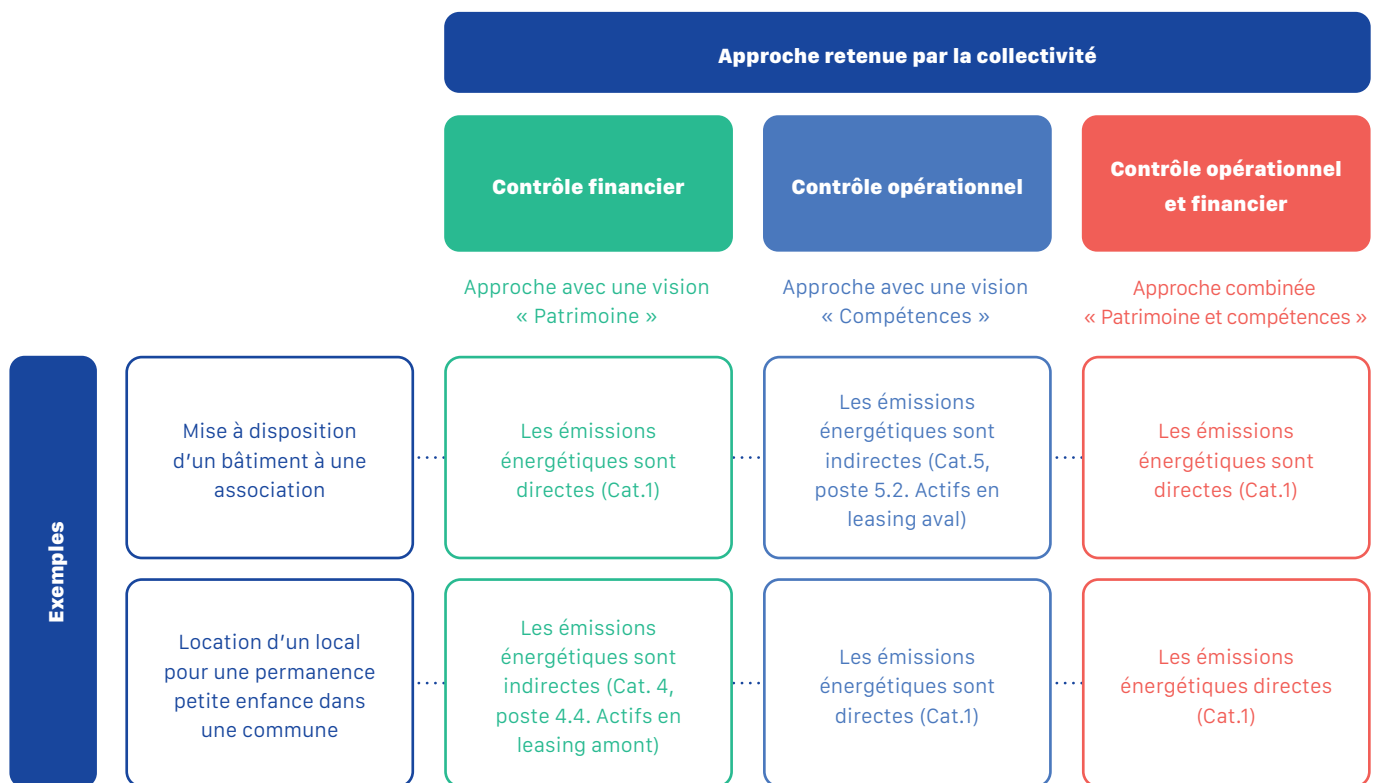 Approche retenue par la collectivité
Contrôle financier
Contrôle opérationnel
Contrôle opérationnel
et financier
Approche avec une vision
« Patrimoine »
Approche avec une vision
« Compétences »
Approche combinée
« Patrimoine et compétences »
Exemples
Mise à disposition
d’un bâtiment à une
association
Les émissions
énergétiques sont
directes (Cat.1)
Les émissions
énergétiques sont
indirectes (Cat.5,
poste 5.2. Actifs en
leasing aval)
Les émissions
énergétiques sont
directes (Cat.1)
Location d’un local
pour une permanence
petite enfance dans
une commune
Les émissions
énergétiques sont
indirectes (Cat. 4,
poste 4.4. Actifs en
leasing amont)
Les émissions
énergétiques sont
directes (Cat.1)
Les émissions
énergétiques directes
(Cat.1)